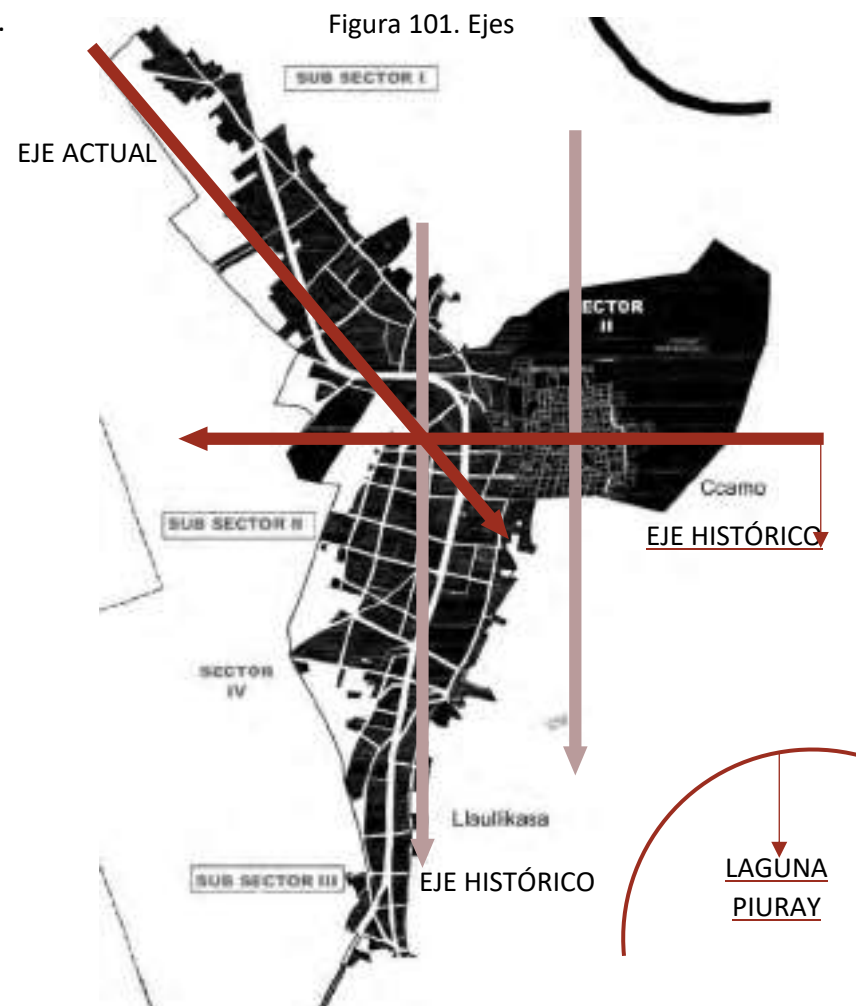 Figura 101. Ejes
SUB SECTOR I
EJE ACTUAL
SECTOR
II
Ccamo
SUB SECTOR II
EJE HISTÓRICO
SECTOR
IV
Llaullikasa
SUB SECTOR III
EJE HISTÓRICO
LAGUNA
PIURAY